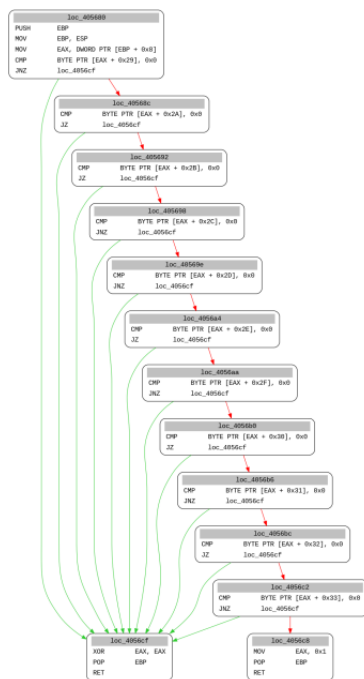 loc_405680
PUSH EBP
MOV EBP, ESP
MOV EAX, DWORD PTR [EBP + 0x8]
CMP BYTE PTR [EAX + 0x29], 0x0
JNZ loc_4056cf
loc_40568c
CMP BYTE PTR [EAX + 0x2A], 0x0
JZ loc_4056cf
loc_405692
CMP BYTE PTR [EAX + 0x2B], 0x0
JZ loc_4056cf
loc_405698
CMP BYTE PTR [EAX + 0x2C], 0x0
JNZ loc_4056cf
loc_40569e
CMP BYTE PTR [EAX + 0x2D], 0x0
JNZ loc_4056cf
loc_4056a4
CMP BYTE PTR [EAX + 0x2E], 0x0
JZ loc_4056cf
loc_4056aa
CMP BYTE PTR [EAX + 0x2F], 0x0
JNZ loc_4056cf
loc_4056b0
CMP BYTE PTR [EAX + 0x30], 0x0
JZ loc_4056cf
loc_4056b6
CMP BYTE PTR [EAX + 0x31], 0x0
JNZ loc_4056cf
loc_4056bc
CMP BYTE PTR [EAX + 0x32], 0x0
JZ loc_4056cf
loc_4056c2
CMP BYTE PTR [EAX + 0x33], 0x0
JNZ loc_4056cf
loc_4056cf
XOR EAX, EAX
POP EBP
RET
loc_4056c8
MOV EAX, 0x1
POP EBP
RET